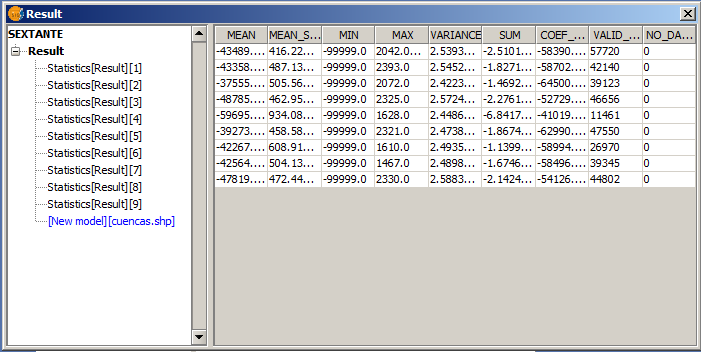 Result
SEXTANTE
Result
Statistics[Result][1]
Statistics[Result][2]
Statistics[Result][3]
Statistics[Result][4]
Statistics[Result][5]
Statistics[Result][6]
Statistics[Result][7]
Statistics[Result][8]
Statistics[Result][9]
[New model][cuencas.shp]
MEAN MEAN_S... MIN MAX VARIANCE SUM COEF_... VALID_... NO_DA...
-43489.... 416.22... -99999.0 2042.0... 2.5393... -2.5101... -58390.... 57720 0
-43358.... 487.13... -99999.0 2393.0 2.5452... -1.8271... -58702.... 42140 0
-37555.... 505.56... -99999.0 2072.0 2.4223... -1.4692... -64500.... 39123 0
-48785.... 462.95... -99999.0 2325.0 2.5724... -2.2761... -52729.... 46656 0
-59695.... 934.08... -99999.0 1628.0 2.4486... -6.8417... -41019.... 11461 0
-39273.... 458.58... -99999.0 2321.0 2.4738... -1.8674... -62990.... 47550 0
-42267.... 608.91... -99999.0 1610.0 2.4935... -1.1399... -58994.... 26970 0
-42564.... 504.13... -99999.0 1467.0 2.4898... -1.6746... -58496.... 39345 0
-47819.... 472.44... -99999.0 2330.0 2.5883... -2.1424... -54126.... 44802 0